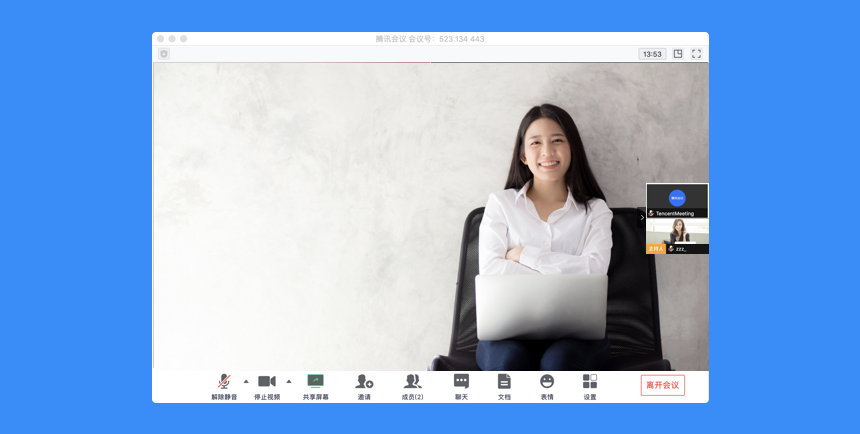 腾讯会议 会议号: 523 134 443
13:53
TencentMeeting
主持人 zzz_
解除静音 停止视频 共享屏幕 邀请 成员(2) 聊天 文档 表情 设置 离开会议